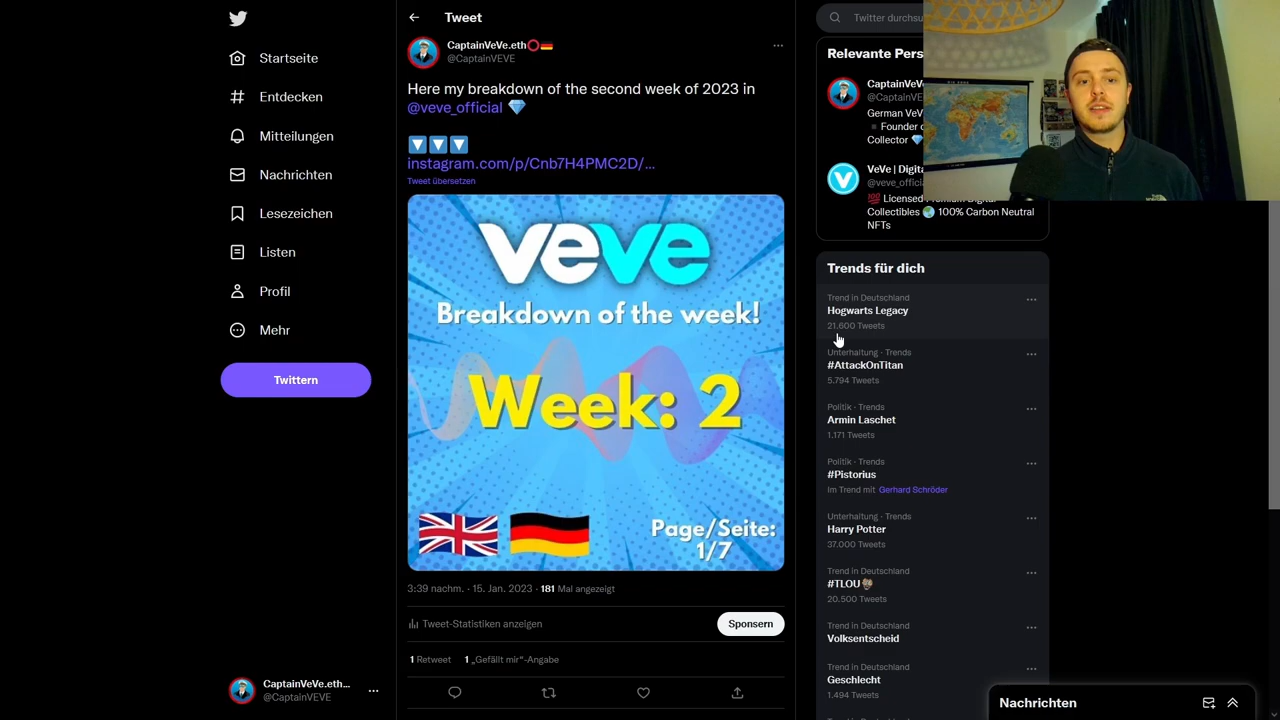 Startseite
Entdecken
Mitteilungen
Nachrichten
Lesezeichen
Listen
Profil
Mehr
Twittern
CaptainVeVe.eth...
@CaptainVEVE
Tweet
CaptainVeVe.eth⭕🇩🇪
@CaptainVEVE
Here my breakdown of the second week of 2023 in
@veve_official 💎
🔽🔽🔽
instagram.com/p/Cnb7H4PMC2D/...
Tweet übersetzen
veve
Breakdown of the week!
Week: 2
Page/Seite:
1/7
3:39 nachm. · 15. Jan. 2023 · 181 Mal angezeigt
Tweet-Statistiken anzeigen
Sponsern
1 Retweet 1 „Gefällt mir“-Angabe
Twitter durchsu
Relevante Pers
CaptainVeV
@CaptainVE
German VeV
Founder
Collector 💎
VeVe | Digita
@veve_offici
💯 Licensed Premium Digital
Collectibles 🌏 100% Carbon Neutral
NFTs
Trends für dich
Trend in Deutschland
Hogwarts Legacy
21.600 Tweets
Unterhaltung · Trends
#AttackOnTitan
5.794 Tweets
Politik · Trends
Armin Laschet
1.171 Tweets
Politik · Trends
#Pistorius
Im Trend mit Gerhard Schröder
Unterhaltung · Trends
Harry Potter
37.000 Tweets
Trend in Deutschland
#TLOU
20.500 Tweets
Trend in Deutschland
Volksentscheid
Trend in Deutschland
Geschlecht
1.494 Tweets
Nachrichten